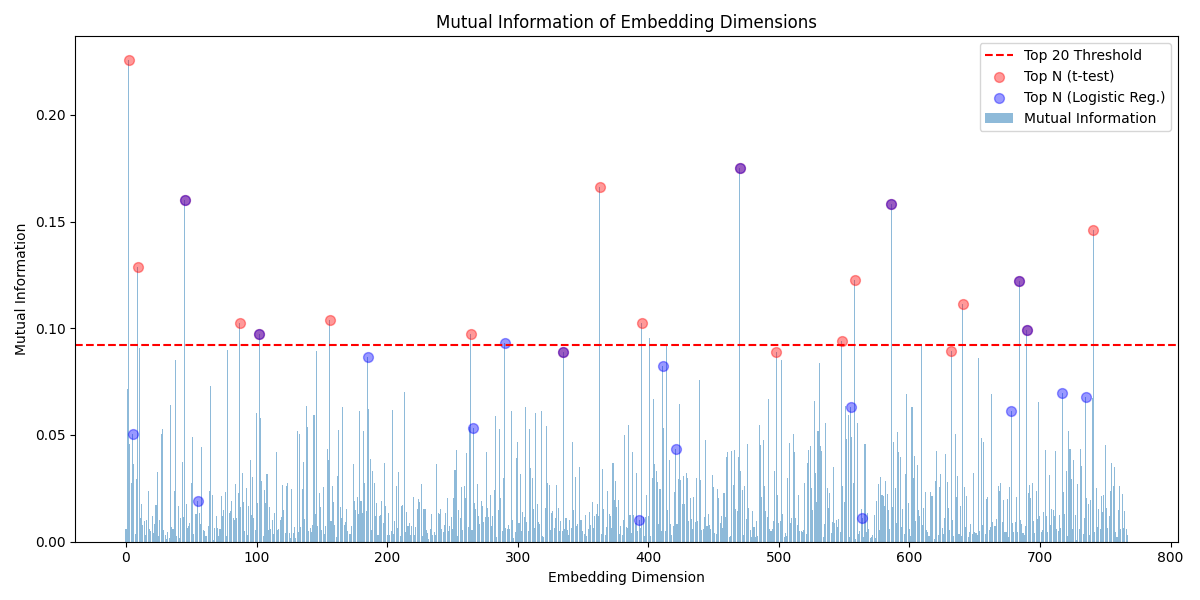 Mutual Information of Embedding Dimensions
Top 20 Threshold
Top N (t-test)
Top N (Logistic Reg.)
Mutual Information
Mutual Information
0.20
0.15
0.10
0.05
0.00
0 100 200 300 400 500 600 700 800
Embedding Dimension